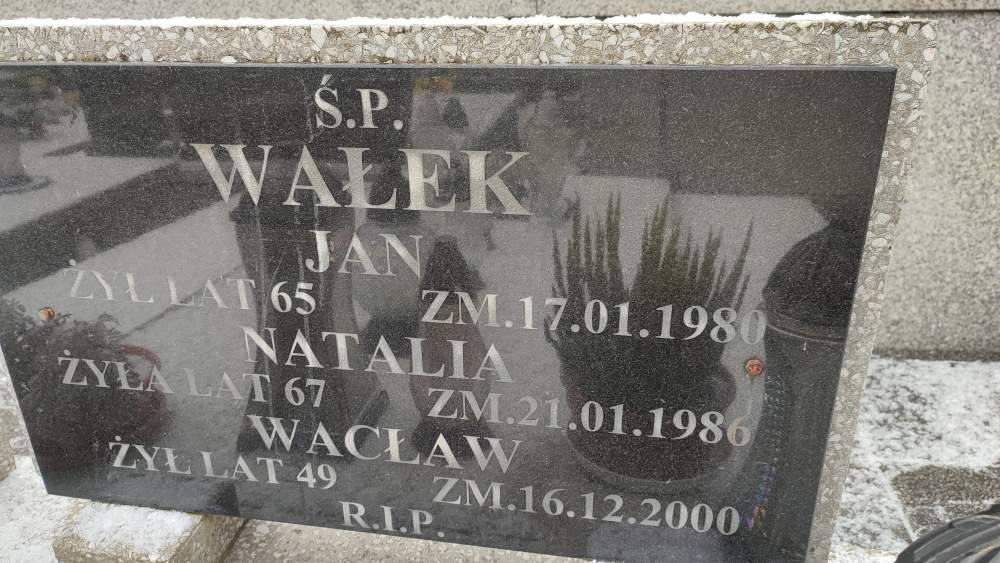 Ś.P.
WAŁEK
JAN
ŻYŁ LAT 65 ZM.17.01.1980
NATALIA
ŻYŁA LAT 67 ZM.21.01.1986
WACŁAW
ŻYŁ LAT 49 ZM.16.12.2000
R.I.P.